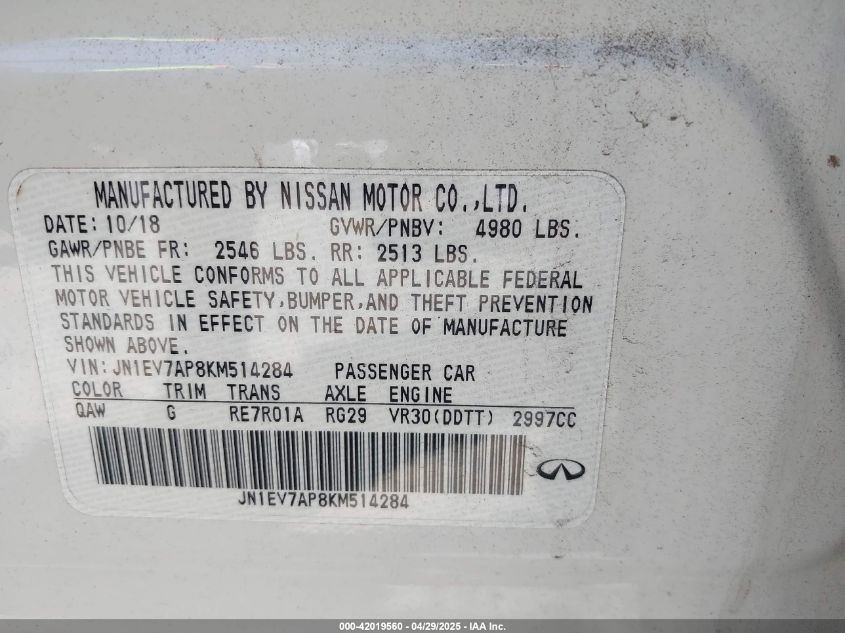 MANUFACTURED BY NISSAN MOTOR CO.,LTD.
DATE: 10/18 GVWR/PNBV: 4980 LBS.
GAWR/PNBE FR: 2546 LBS. RR: 2513 LBS.
THIS VEHICLE CONFORMS TO ALL APPLICABLE FEDERAL
MOTOR VEHICLE SAFETY,BUMPER,AND THEFT PREVENTION
STANDARDS IN EFFECT ON THE DATE OF MANUFACTURE
SHOWN ABOVE.
VIN: JN1EV7AP8KM514284 PASSENGER CAR
COLOR TRIM TRANS AXLE ENGINE
QAW G RE7R01A RG29 VR30(DDTT) 2997CC
JN1EV7AP8KM514284
000-42019560 - 04/29/2025 - IAA Inc.